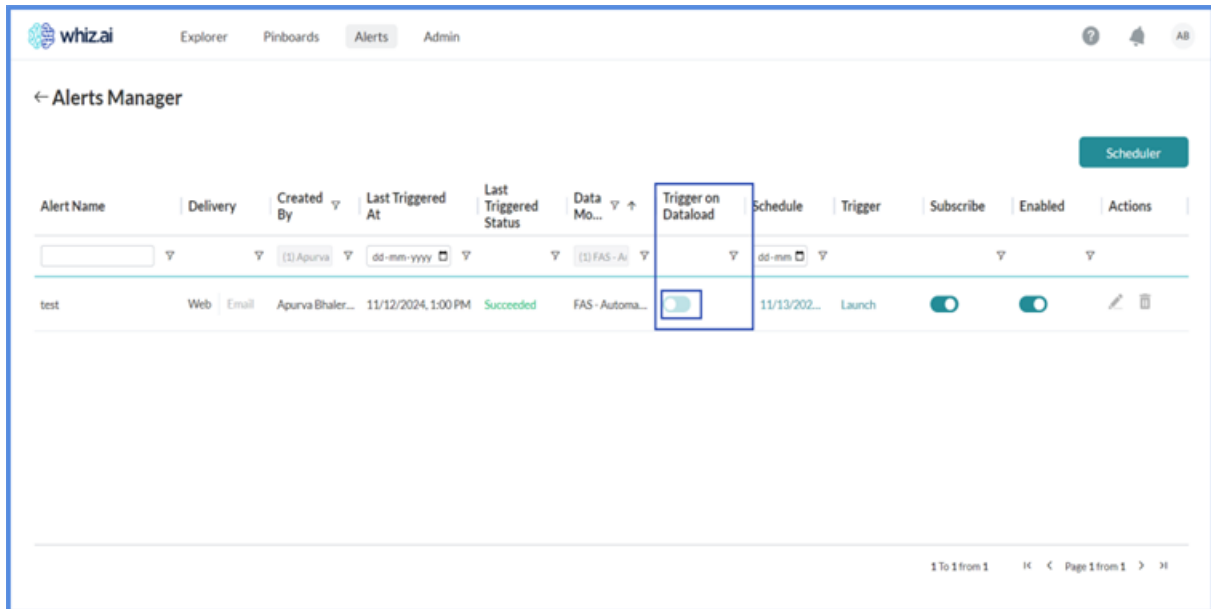 whiz.ai Explorer Pinboards Alerts Admin ? AB
← Alerts Manager
Scheduler
Alert Name Delivery Created By Last Triggered At Last Triggered Status Data Mo... Trigger on Dataload Schedule Trigger Subscribe Enabled Actions
(1) Apurva dd-mm-yyyy (1) FAS - Ai dd-mm
test Web Email Apurva Bhaler... 11/12/2024, 1:00 PM Succeeded FAS - Automa... 11/13/202... Launch
1 To 1 from 1 Page 1 from 1